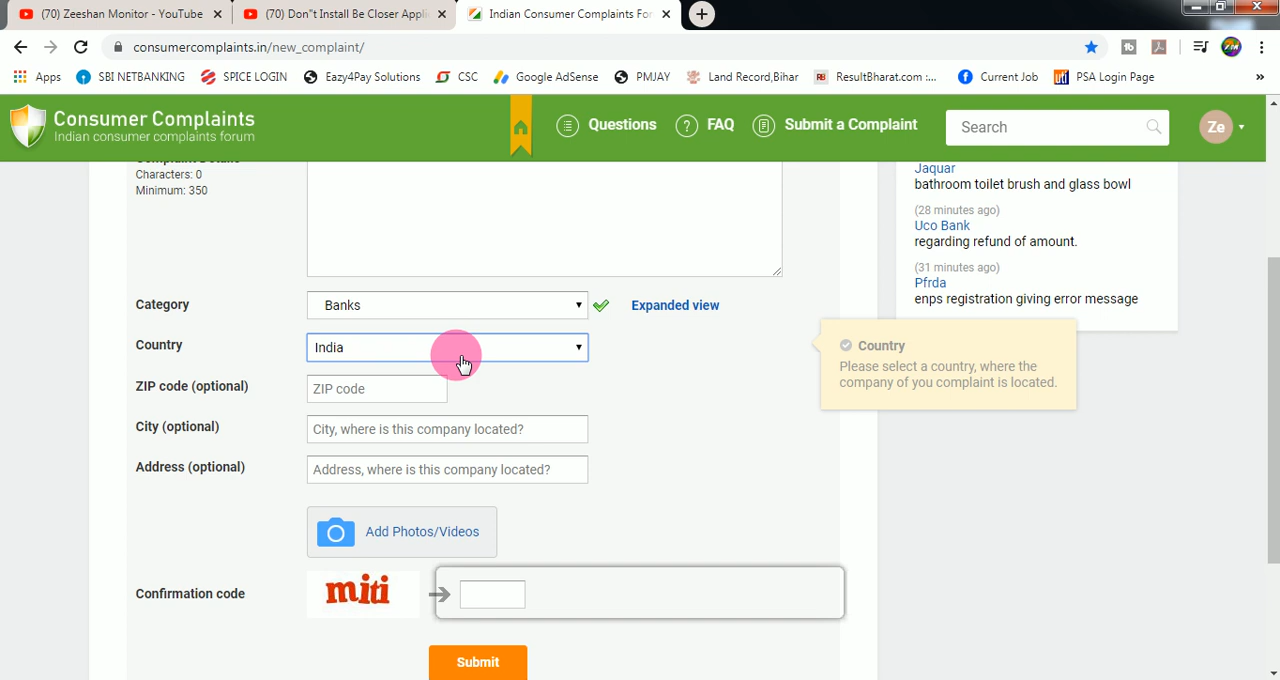 (70) Zeeshan Monitor - YouTube
(70) Don"t Install Be Closer Appli
Indian Consumer Complaints For
consumercomplaints.in/new_complaint/
Apps
SBI NETBANKING
SPICE LOGIN
Eazy4Pay Solutions
CSC
Google AdSense
PMJAY
Land Record,Bihar
RB
ResultBharat.com :...
Current Job
uti
PSA Login Page
»
Consumer Complaints
Indian consumer complaints forum
Questions
FAQ
Submit a Complaint
Search
Ze
Complaint Details
Characters: 0
Minimum: 350
Jaquar
bathroom toilet brush and glass bowl
(28 minutes ago)
Uco Bank
regarding refund of amount.
(31 minutes ago)
Pfrda
enps registration giving error message
Category
Banks
Expanded view
Country
India
Country
Please select a country, where the
company of you complaint is located.
ZIP code (optional)
ZIP code
City (optional)
City, where is this company located?
Address (optional)
Address, where is this company located?
Add Photos/Videos
Confirmation code
miti
Submit